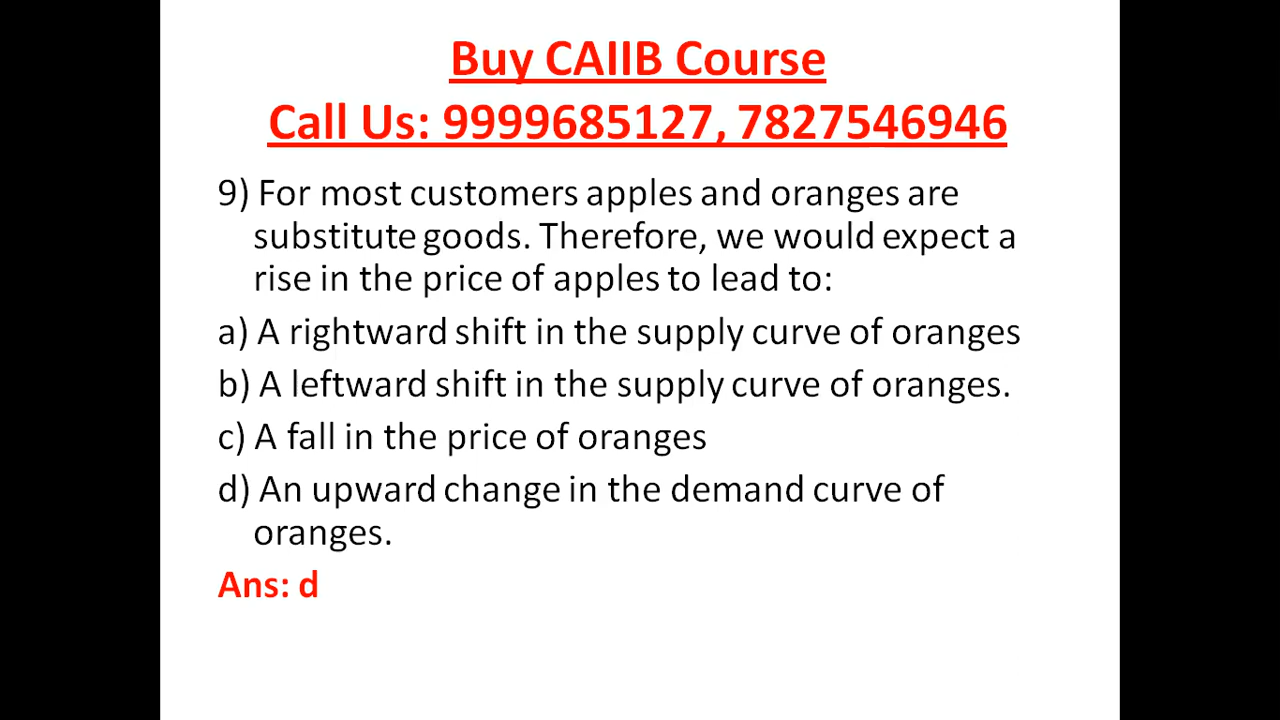 Buy CAIIB Course
Call Us: 9999685127, 7827546946
9) For most customers apples and oranges are
substitute goods. Therefore, we would expect a
rise in the price of apples to lead to:
a) A rightward shift in the supply curve of oranges
b) A leftward shift in the supply curve of oranges.
c) A fall in the price of oranges
d) An upward change in the demand curve of
oranges.
Ans: d